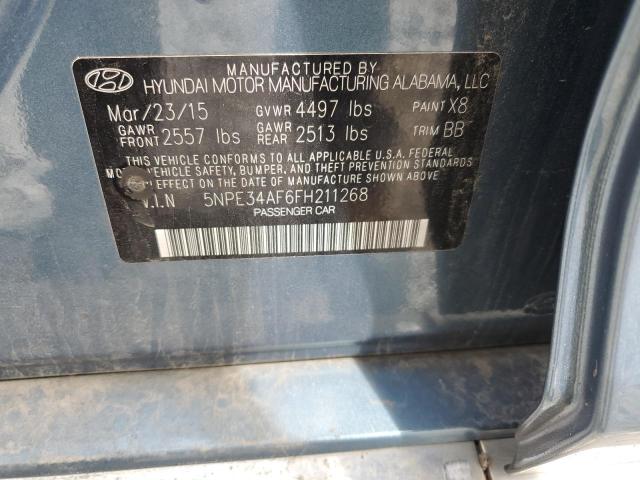 MANUFACTURED BY
HYUNDAI MOTOR MANUFACTURING ALABAMA, LLC
Mar/23/15 GVWR 4497 lbs PAINT X8
GAWR FRONT 2557 lbs GAWR REAR 2513 lbs TRIM BB
THIS VEHICLE CONFORMS TO ALL APPLICABLE U.S.A. FEDERAL
MOTOR VEHICLE SAFETY, BUMPER, AND THEFT PREVENTION STANDARDS
IN EFFECT ON THE DATE OF MANUFACTURE SHOWN ABOVE.
V.I.N 5NPE34AF6FH211268
PASSENGER CAR